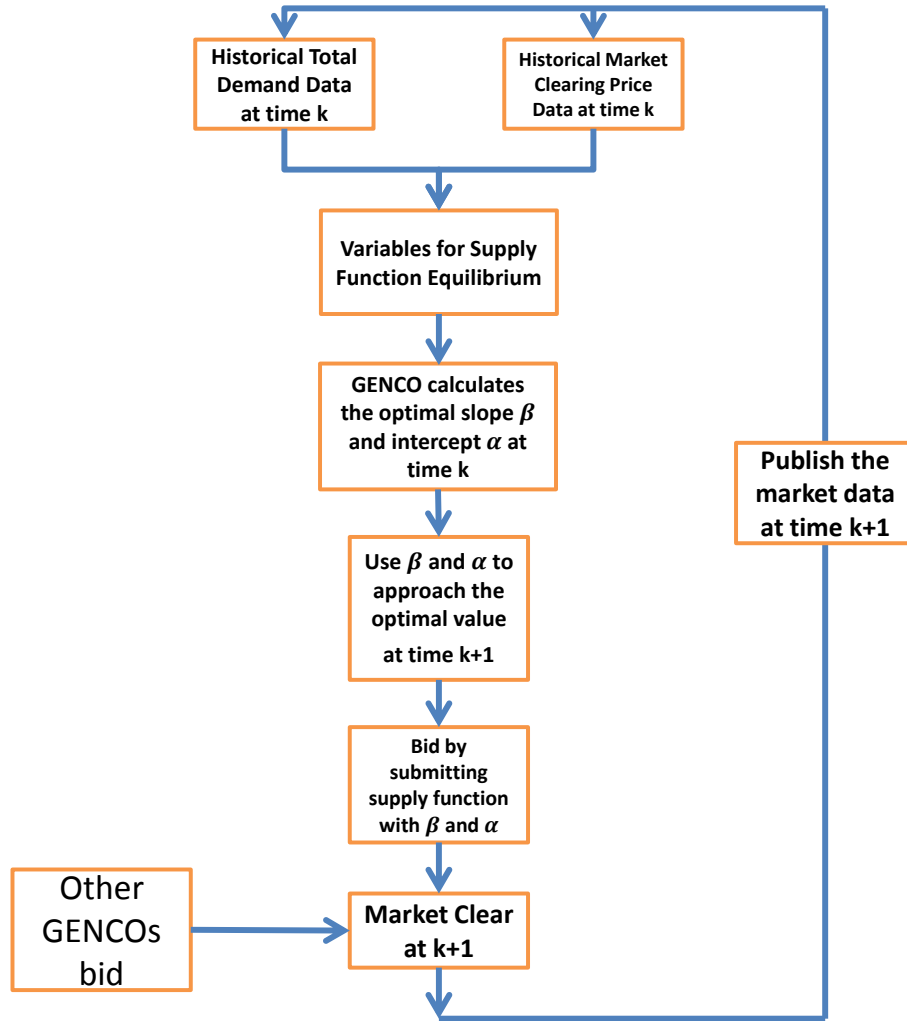 Historical Total
Demand Data
at time k
Historical Market
Clearing Price
Data at time k
Variables for Supply
Function Equilibrium
GENCO calculates
the optimal slope β
and intercept α at
time k
Publish the
market data
at time k+1
Use β and α to
approach the
optimal value
at time k+1
Bid by
submitting
supply function
with β and α
Other
GENCOs
bid
Market Clear
at k+1